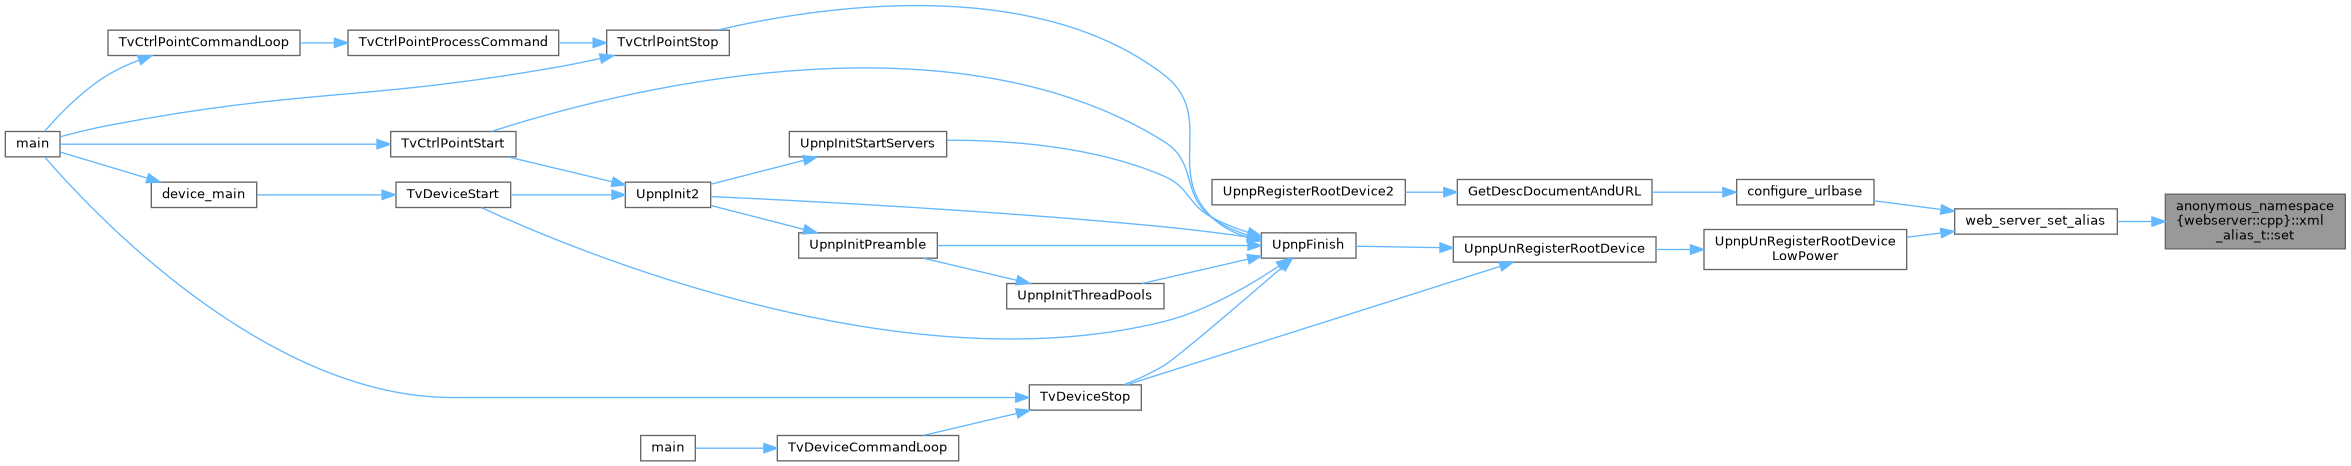 TvCtrlPointCommandLoop
TvCtrlPointProcessCommand
TvCtrlPointStop
main
TvCtrlPointStart
UpnpInitStartServers
device_main
TvDeviceStart
UpnpInit2
UpnpRegisterRootDevice2
GetDescDocumentAndURL
configure_urlbase
web_server_set_alias
anonymous_namespace
{webserver::cpp}::xml
_alias_t::set
UpnpInitPreamble
UpnpFinish
UpnpUnRegisterRootDevice
UpnpUnRegisterRootDevice
LowPower
UpnpInitThreadPools
TvDeviceStop
main
TvDeviceCommandLoop